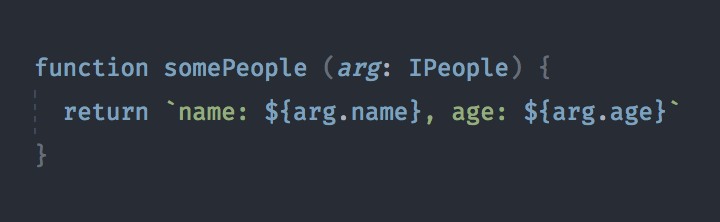 function somePeople (arg: IPeople) {
return `name: ${arg.name}, age: ${arg.age}`
}